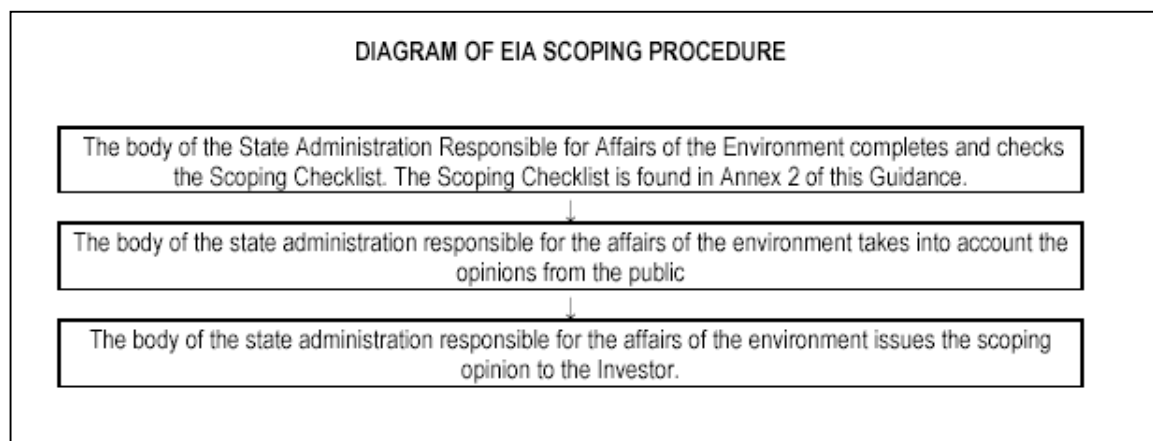 DIAGRAM OF EIA SCOPING PROCEDURE
The body of the State Administration Responsible for Affairs of the Environment completes and checks
the Scoping Checklist. The Scoping Checklist is found in Annex 2 of this Guidance.
The body of the state administration responsible for the affairs of the environment takes into account the
opinions from the public
The body of the state administration responsible for the affairs of the environment issues the scoping
opinion to the Investor.